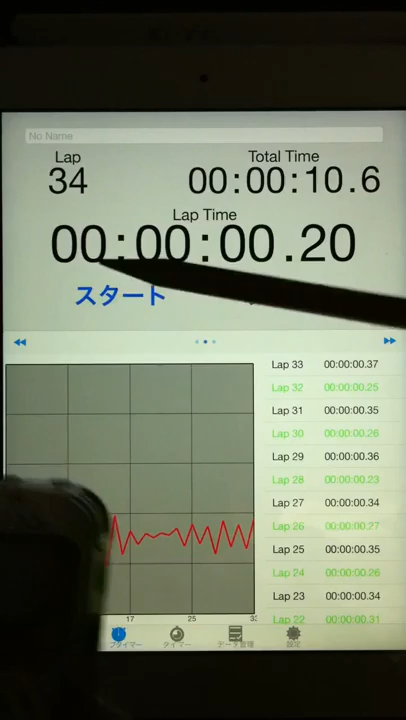 No Name
Lap
Total Time
34
00:00:10.6
Lap Time
00:00:00.20
スタート
Lap 33 00:00:00.37
Lap 32 00:00:00.25
Lap 31 00:00:00.35
Lap 30 00:00:00.26
Lap 29 00:00:00.36
Lap 28 00:00:00.23
Lap 27 00:00:00.34
Lap 26 00:00:00.27
Lap 25 00:00:00.35
Lap 24 00:00:00.26
Lap 23 00:00:00.34
Lap 22 00:00:00.31
17 25
タイマー データ管理 設定